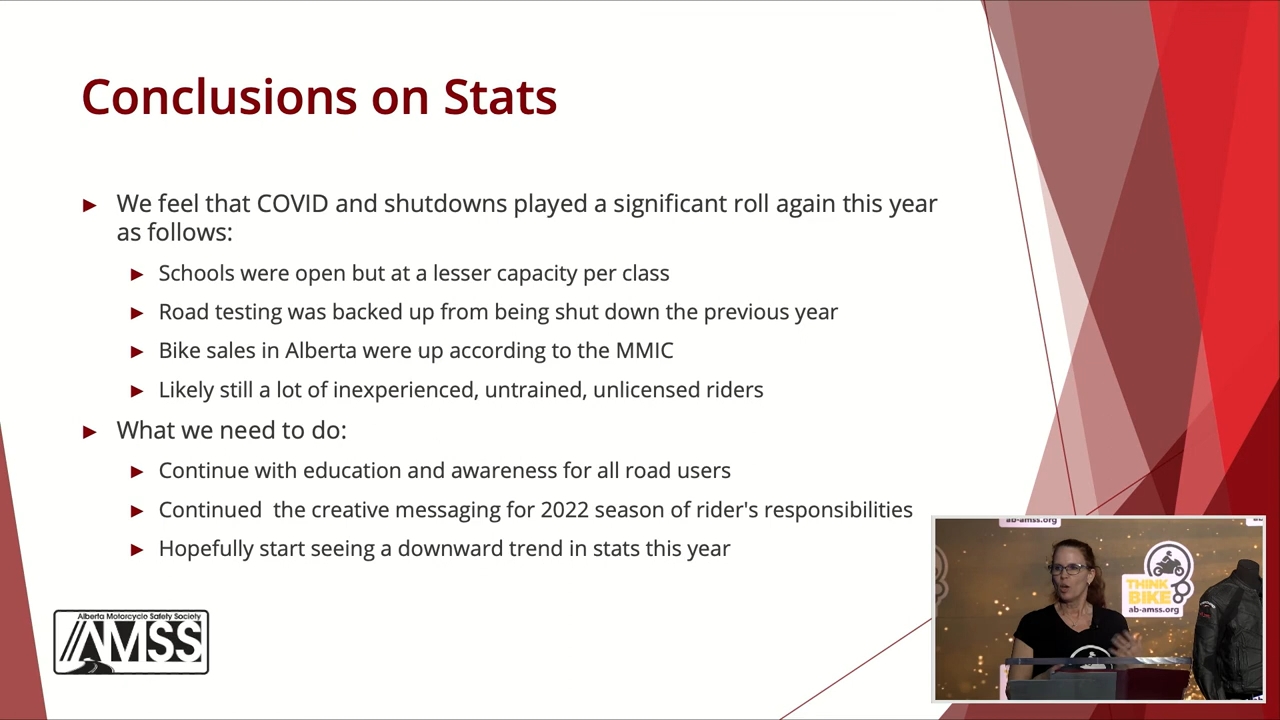 Conclusions on Stats
► We feel that COVID and shutdowns played a significant roll again this year
as follows:
► Schools were open but at a lesser capacity per class
► Road testing was backed up from being shut down the previous year
► Bike sales in Alberta were up according to the MMIC
► Likely still a lot of inexperienced, untrained, unlicensed riders
► What we need to do:
► Continue with education and awareness for all road users
► Continued  the creative messaging for 2022 season of rider's responsibilities
► Hopefully start seeing a downward trend in stats this year
Alberta Motorcycle Safety Society
AMSS
ab-amss.org
THINK
BIKE
ab-amss.org